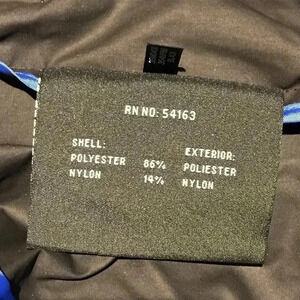 RN NO: 54163
SHELL: EXTERIOR:
POLYESTER 86% POLIESTER
NYLON 14% NYLON